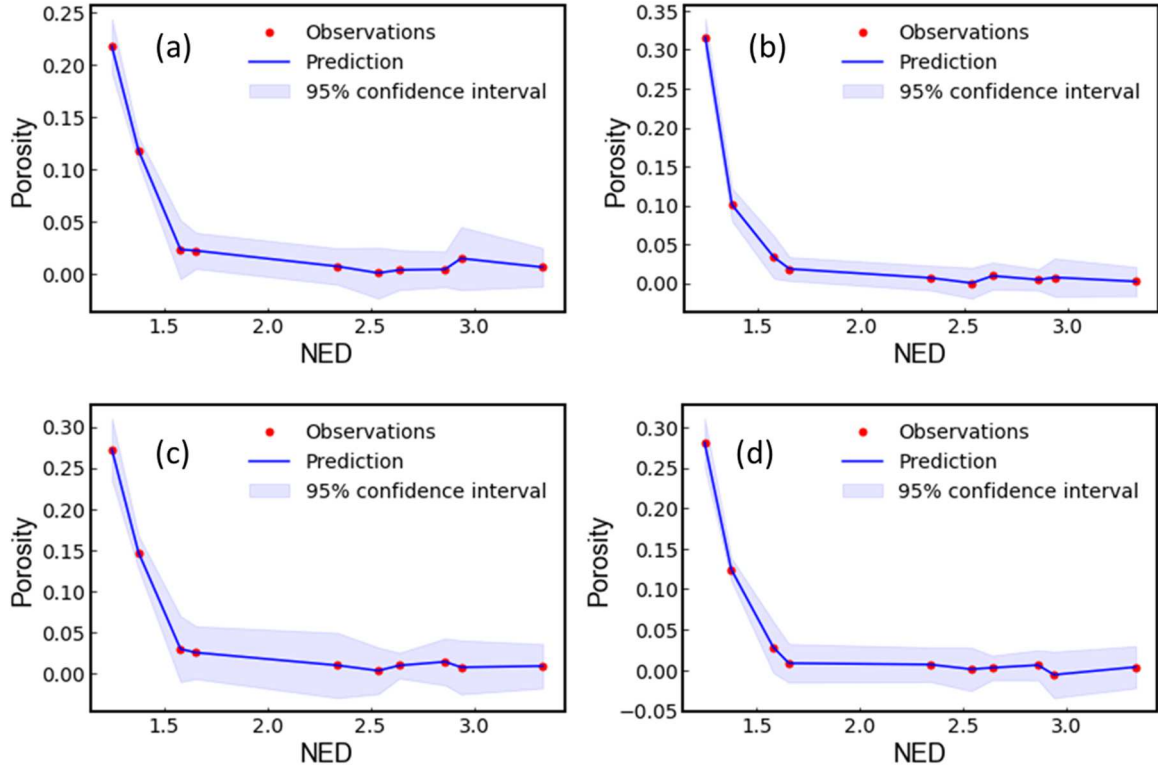 (a)
Observations
Prediction
95% confidence interval
0.25
0.20
0.15
0.10
0.05
0.00
Porosity
1.5 2.0 2.5 3.0
NED
(b)
Observations
Prediction
95% confidence interval
0.35
0.30
0.25
0.20
0.15
0.10
0.05
0.00
Porosity
1.5 2.0 2.5 3.0
NED
(c)
Observations
Prediction
95% confidence interval
0.30
0.25
0.20
0.15
0.10
0.05
0.00
Porosity
1.5 2.0 2.5 3.0
NED
(d)
Observations
Prediction
95% confidence interval
0.30
0.25
0.20
0.15
0.10
0.05
0.00
−0.05
Porosity
1.5 2.0 2.5 3.0
NED